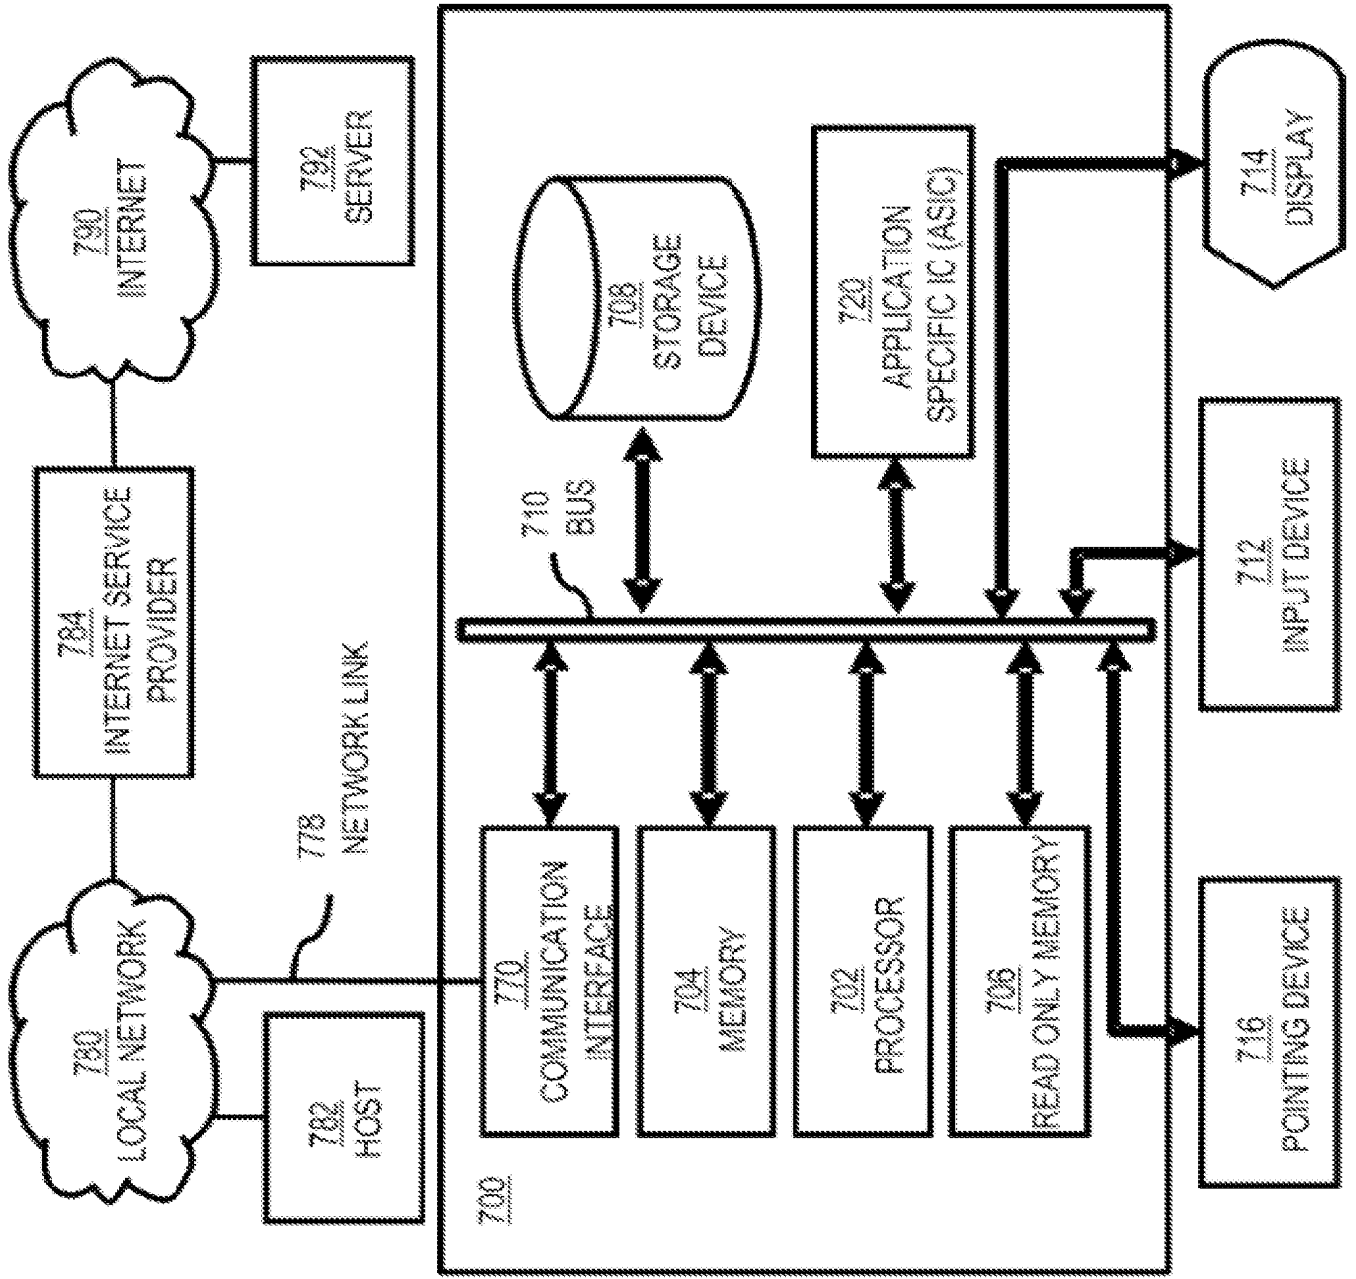 780
LOCAL NETWORK
784
INTERNET SERVICE
PROVIDER
790
INTERNET
782
HOST
778
NETWORK LINK
792
SERVER
700
770
COMMUNICATION
INTERFACE
710
BUS
708
STORAGE
DEVICE
704
MEMORY
702
PROCESSOR
720
APPLICATION
SPECIFIC IC (ASIC)
706
READ ONLY MEMORY
716
POINTING DEVICE
712
INPUT DEVICE
714
DISPLAY